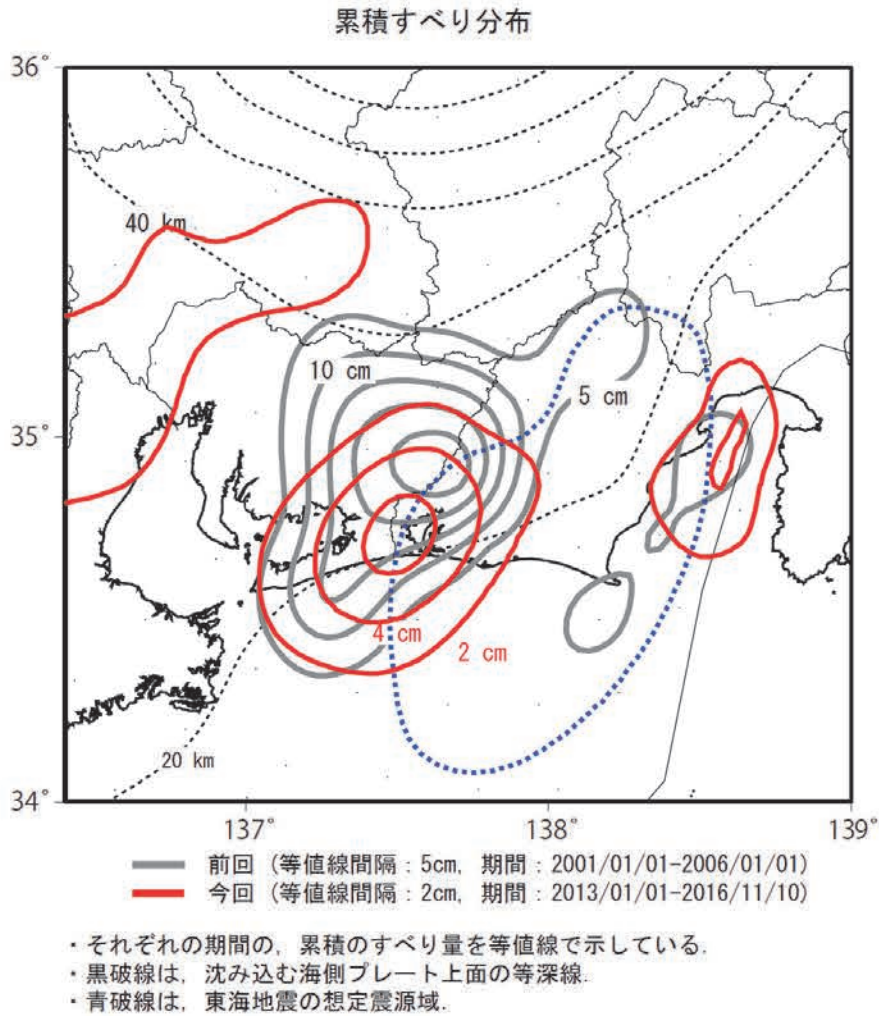 累積すべり分布
36°
40 km
10 cm
5 cm
35°
4 cm
2 cm
20 km
34°
137°
138°
139°
前回（等値線間隔：5cm, 期間：2001/01/01-2006/01/01）
今回（等値線間隔：2cm, 期間：2013/01/01-2016/11/10）
・それぞれの期間の, 累積のすべり量を等値線で示している.
・黒破線は, 沈み込む海側プレート上面の等深線.
・青破線は, 東海地震の想定震源域.